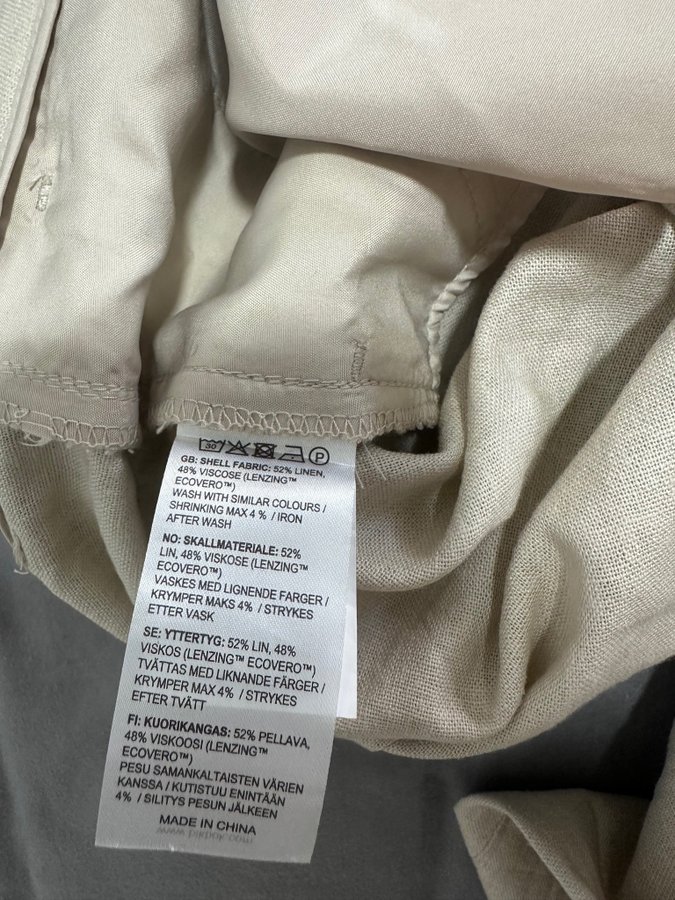 30
P
GB: SHELL FABRIC: 52% LINEN,
48% VISCOSE (LENZING™
ECOVERO™)
WASH WITH SIMILAR COLOURS /
SHRINKING MAX 4 % / IRON
AFTER WASH
NO: SKALLMATERIALE: 52%
LIN, 48% VISKOSE (LENZING™
ECOVERO™)
VASKES MED LIGNENDE FARGER /
KRYMPER MAKS 4% / STRYKES
ETTER VASK
SE: YTTERTYG: 52% LIN, 48%
VISKOS (LENZING™ ECOVERO™)
TVÄTTAS MED LIKNANDE FÄRGER /
KRYMPER MAX 4% / STRYKES
EFTER TVÄTT
FI: KUORIKANGAS: 52% PELLAVA,
48% VISKOOSI (LENZING™
ECOVERO™)
PESU SAMANKALTAISTEN VÄRIEN
KANSSA / KUTISTUU ENINTÄÄN
4% / SILITYS PESUN JÄLKEEN
MADE IN CHINA